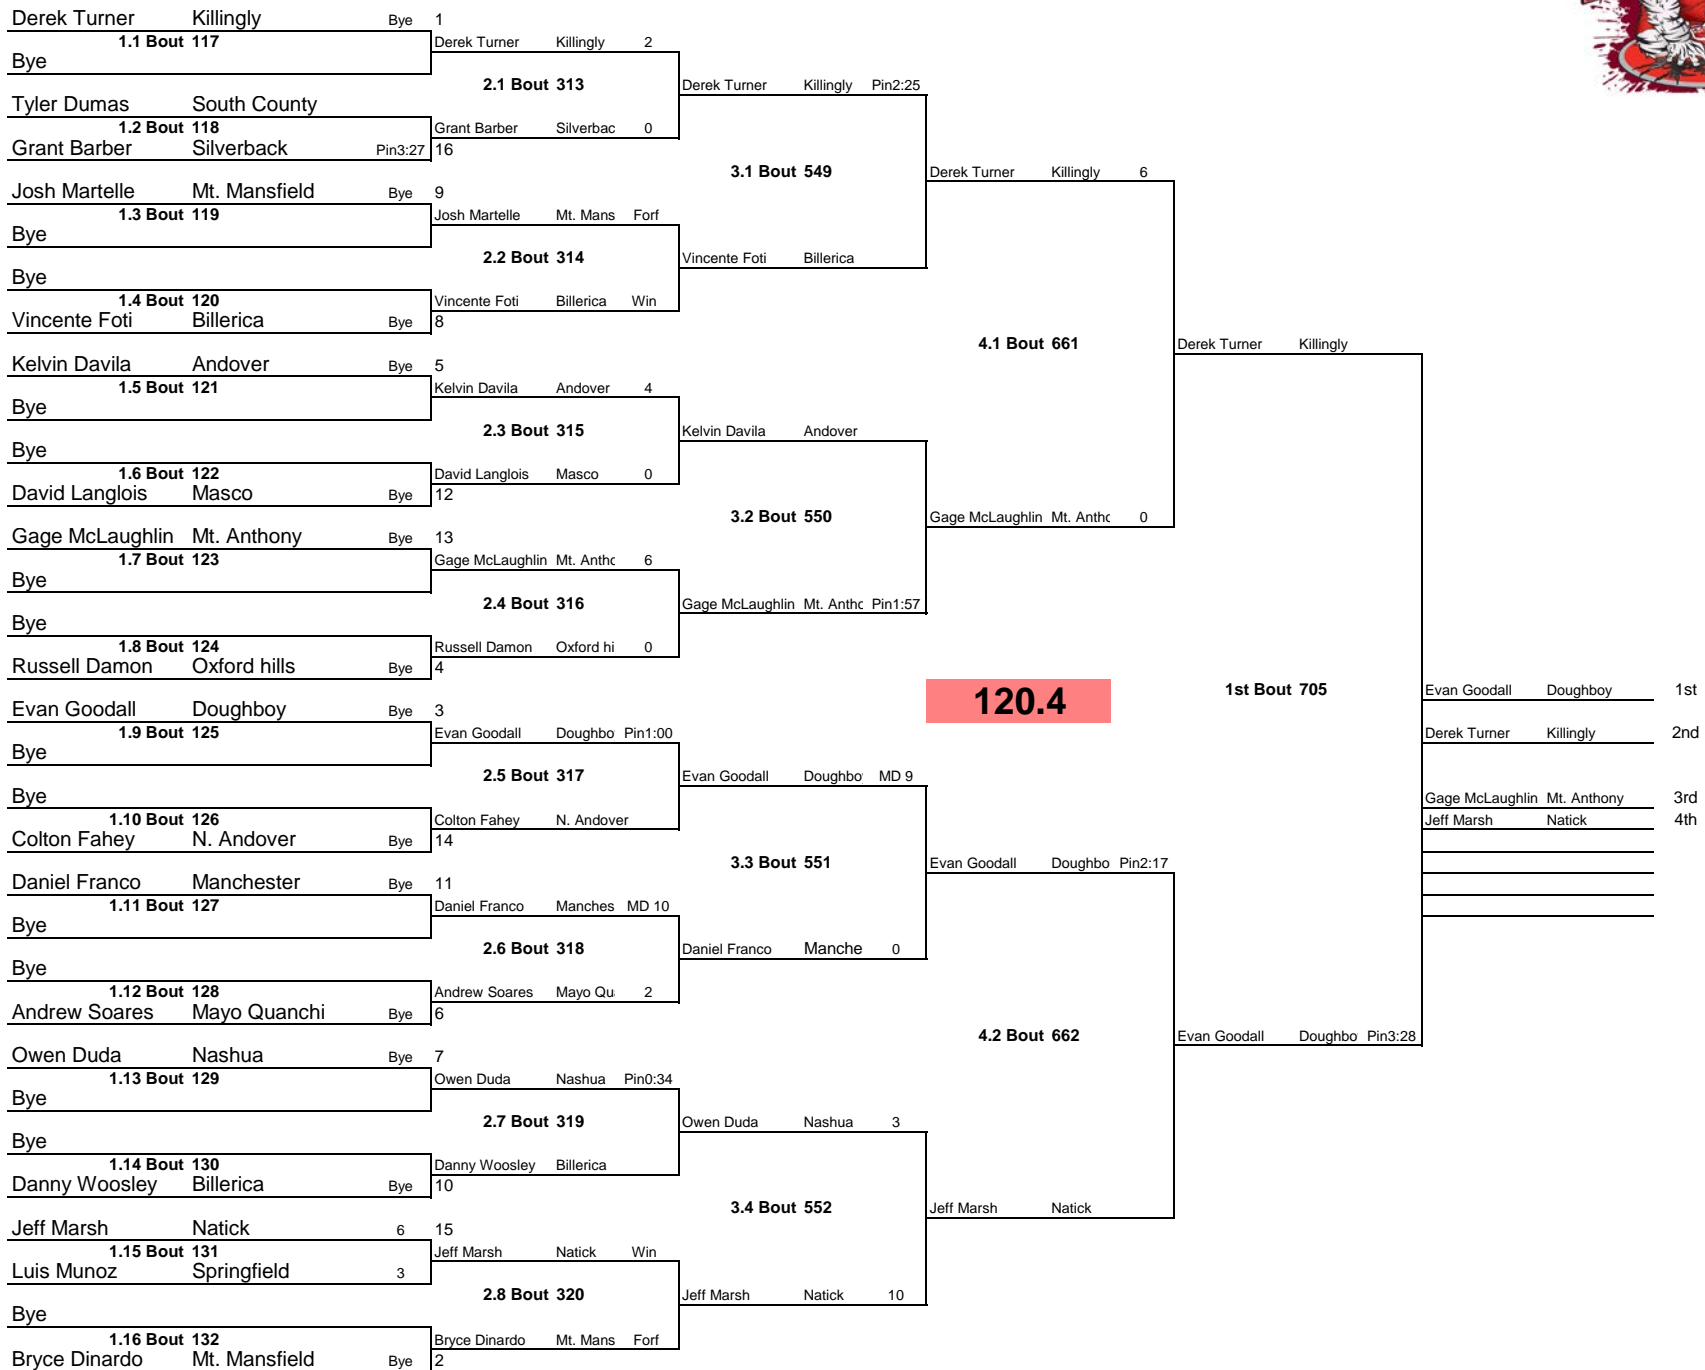 Derek Turner Killingly Bye 1
1.1 Bout 117
Derek Turner Killingly 2
Bye
2.1 Bout 313
Derek Turner Killingly Pin2:25
Tyler Dumas South County
1.2 Bout 118
Grant Barber Silverbac 0
Grant Barber Silverback Pin3:27 16
3.1 Bout 549
Derek Turner Killingly 6
Josh Martelle Mt. Mansfield Bye 9
1.3 Bout 119
Josh Martelle Mt. Mans Forf
Bye
2.2 Bout 314
Vincente Foti Billerica
Bye
1.4 Bout 120
Vincente Foti Billerica Win
Vincente Foti Billerica Bye 8
4.1 Bout 661
Derek Turner Killingly
Kelvin Davila Andover Bye 5
1.5 Bout 121
Kelvin Davila Andover 4
Bye
2.3 Bout 315
Kelvin Davila Andover
Bye
1.6 Bout 122
David Langlois Masco 0
David Langlois Masco Bye 12
3.2 Bout 550
Gage McLaughlin Mt. Anthc 0
Gage McLaughlin Mt. Anthony Bye 13
1.7 Bout 123
Gage McLaughlin Mt. Anthc 6
Bye
2.4 Bout 316
Gage McLaughlin Mt. Anthc Pin1:57
Bye
1.8 Bout 124
Russell Damon Oxford hi 0
Russell Damon Oxford hills Bye 4
120.4
1st Bout 705
Evan Goodall Doughboy 1st
Evan Goodall Doughboy Bye 3
1.9 Bout 125
Evan Goodall Doughbo Pin1:00
Derek Turner Killingly 2nd
Bye
2.5 Bout 317
Evan Goodall Doughbo MD 9
Bye
Gage McLaughlin Mt. Anthony 3rd
1.10 Bout 126
Colton Fahey N. Andover
Jeff Marsh Natick 4th
Colton Fahey N. Andover Bye 14
3.3 Bout 551
Evan Goodall Doughbo Pin2:17
Daniel Franco Manchester Bye 11
1.11 Bout 127
Daniel Franco Manches MD 10
Bye
2.6 Bout 318
Daniel Franco Manche 0
Bye
1.12 Bout 128
Andrew Soares Mayo Qu 2
Andrew Soares Mayo Quanchi Bye 6
4.2 Bout 662
Evan Goodall Doughbo Pin3:28
Owen Duda Nashua Bye 7
1.13 Bout 129
Owen Duda Nashua Pin0:34
Bye
2.7 Bout 319
Owen Duda Nashua 3
Bye
1.14 Bout 130
Danny Woosley Billerica
Danny Woosley Billerica Bye 10
3.4 Bout 552
Jeff Marsh Natick
Jeff Marsh Natick 6 15
1.15 Bout 131
Jeff Marsh Natick Win
Luis Munoz Springfield 3
2.8 Bout 320
Jeff Marsh Natick 10
Bye
1.16 Bout 132
Bryce Dinardo Mt. Mans Forf
Bryce Dinardo Mt. Mansfield Bye 2